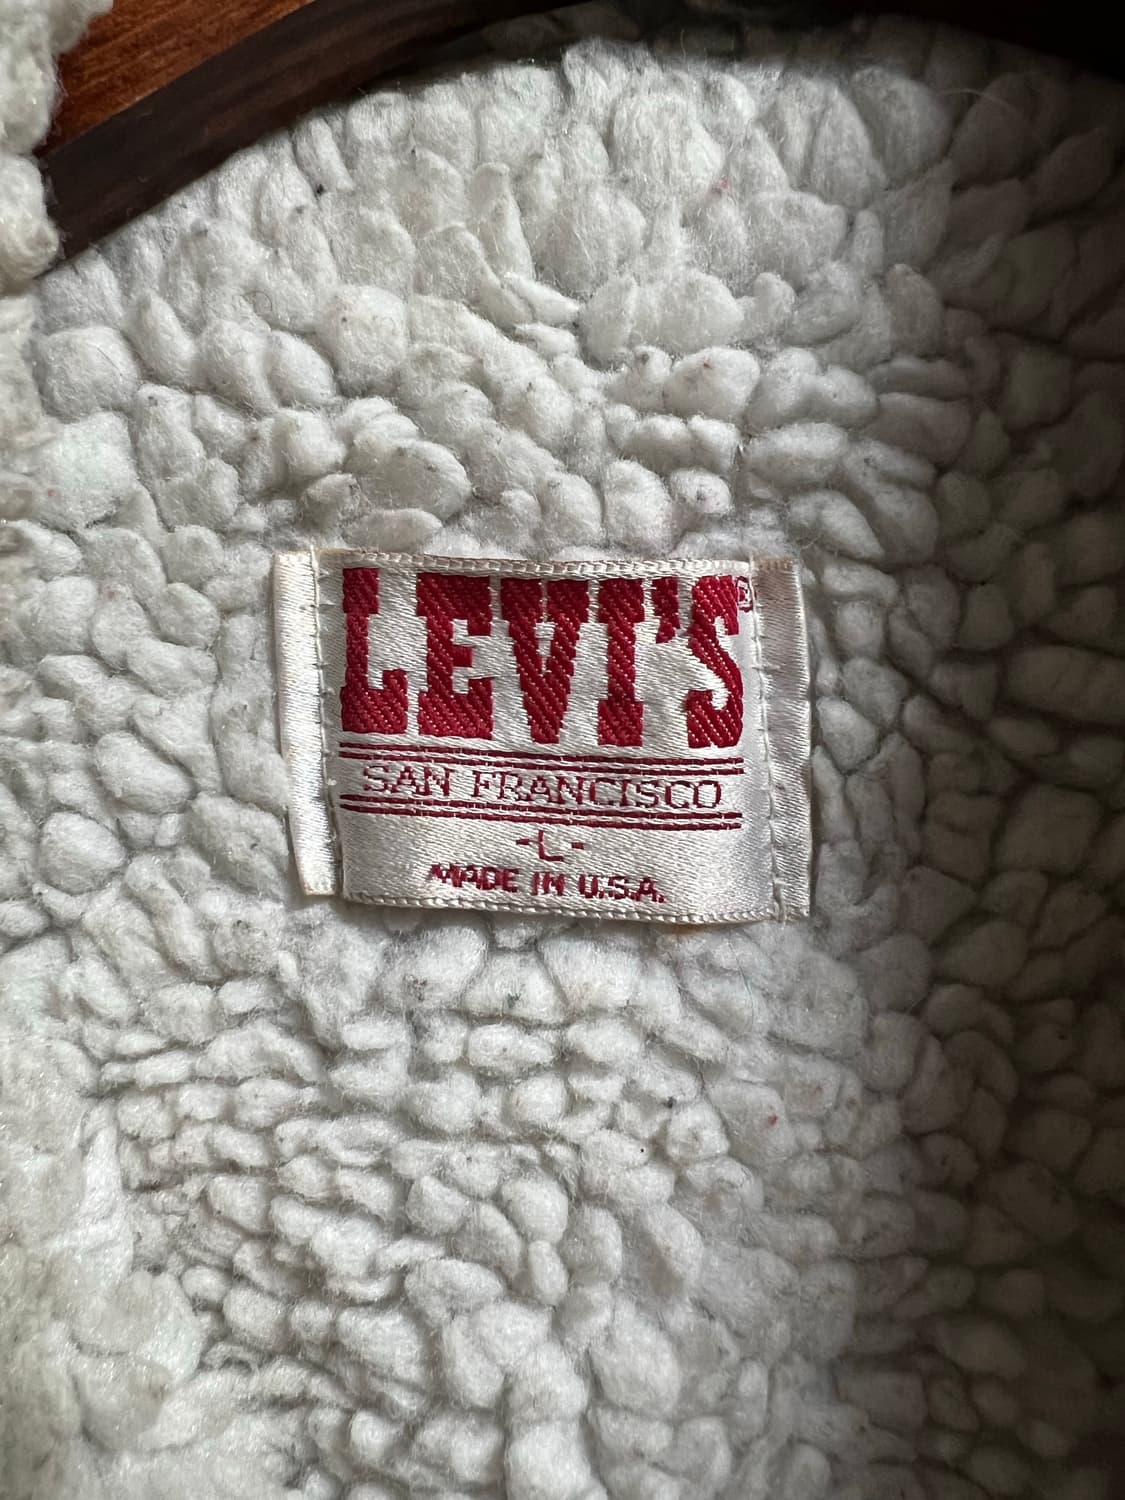 LEVI'S®
SAN FRANCISCO
-L-
MADE IN U.S.A.